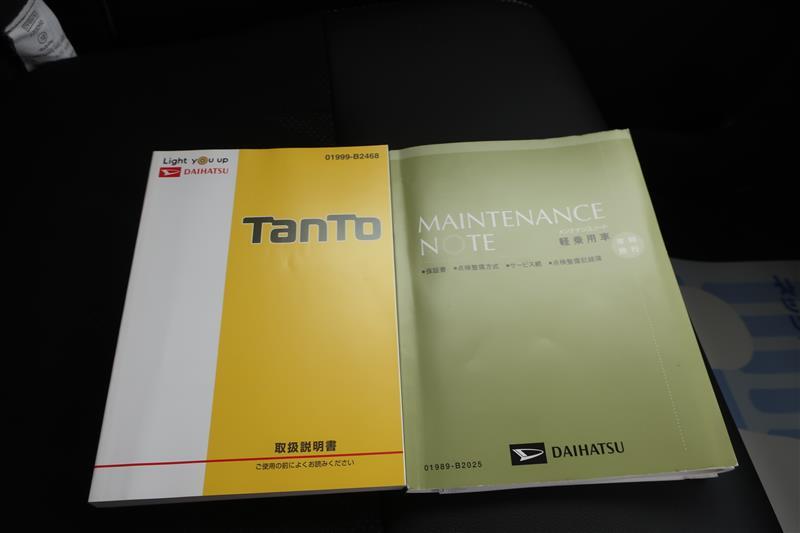 Light you up
DAIHATSU
01999-B2468
TanTo
取扱説明書
ご使用の前によくお読みください
MAINTENANCE
NOTE
メンテナンスノート
軽乗用車
•保証書 •点検整備方式 •サービス網 •点検整備記録簿
01989-B2025
DAIHATSU